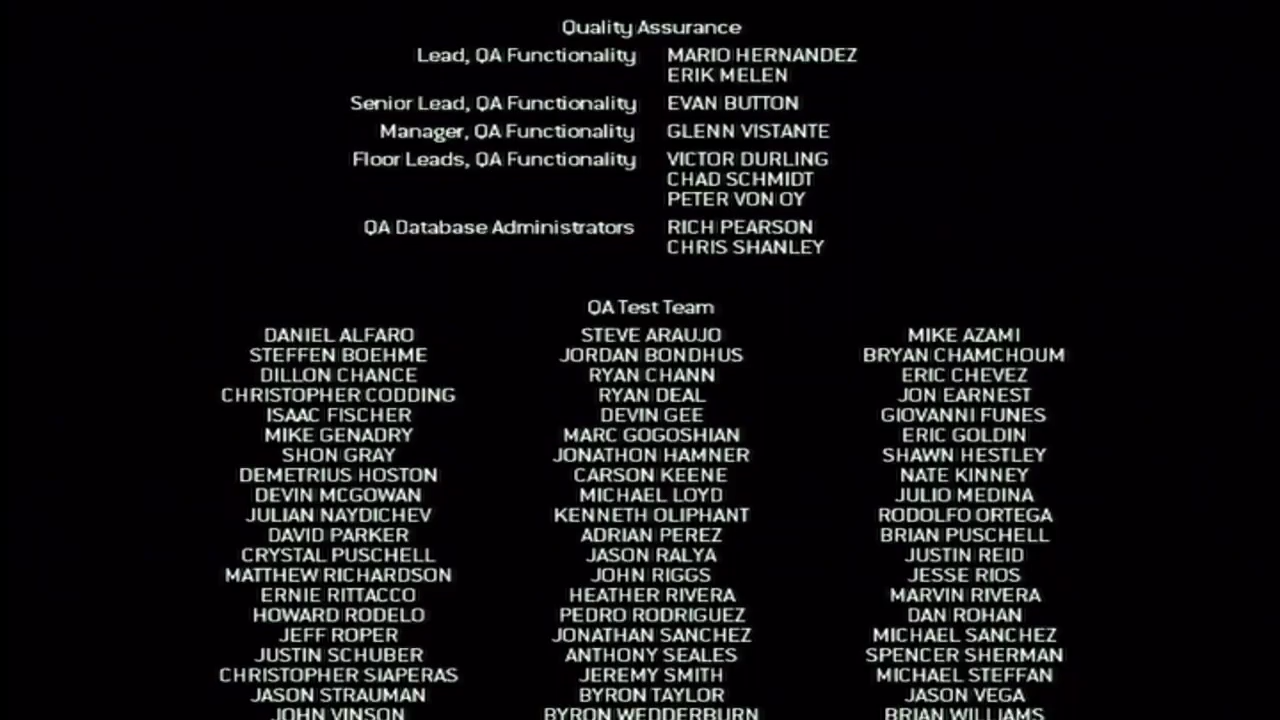 Quality Assurance
Lead, QA Functionality MARIO HERNANDEZ
ERIK MELEN
Senior Lead, QA Functionality EVAN BUTTON
Manager, QA Functionality GLENN VISTANTE
Floor Leads, QA Functionality VICTOR DURLING
CHAD SCHMIDT
PETER VON OY
QA Database Administrators RICH PEARSON
CHRIS SHANLEY
QA Test Team
DANIEL ALFARO STEVE ARAUJO MIKE AZAMI
STEFFEN BOEHME JORDAN BONDHUS BRYAN CHAMCHOUM
DILLON CHANCE RYAN CHANN ERIC CHEVEZ
CHRISTOPHER CODDING RYAN DEAL JON EARNEST
ISAAC FISCHER DEVIN GEE GIOVANNI FUNES
MIKE GENADRY MARC GOGOSHIAN ERIC GOLDIN
SHON GRAY JONATHON HAMNER SHAWN HESTLEY
DEMETRIUS HOSTON CARSON KEENE NATE KINNEY
DEVIN MCGOWAN MICHAEL LOYD JULIO MEDINA
JULIAN NAYDICHEV KENNETH OLIPHANT RODOLFO ORTEGA
DAVID PARKER ADRIAN PEREZ BRIAN PUSCHELL
CRYSTAL PUSCHELL JASON RALYA JUSTIN REID
MATTHEW RICHARDSON JOHN RIGGS JESSE RIOS
ERNIE RITTACCO HEATHER RIVERA MARVIN RIVERA
HOWARD RODELO PEDRO RODRIGUEZ DAN ROHAN
JEFF ROPER JONATHAN SANCHEZ MICHAEL SANCHEZ
JUSTIN SCHUBER ANTHONY SEALES SPENCER SHERMAN
CHRISTOPHER SIAPERAS JEREMY SMITH MICHAEL STEFFAN
JASON STRAUMAN BYRON TAYLOR JASON VEGA
JOHN VINSON BYRON WEDDERBURN BRIAN WILLIAMS